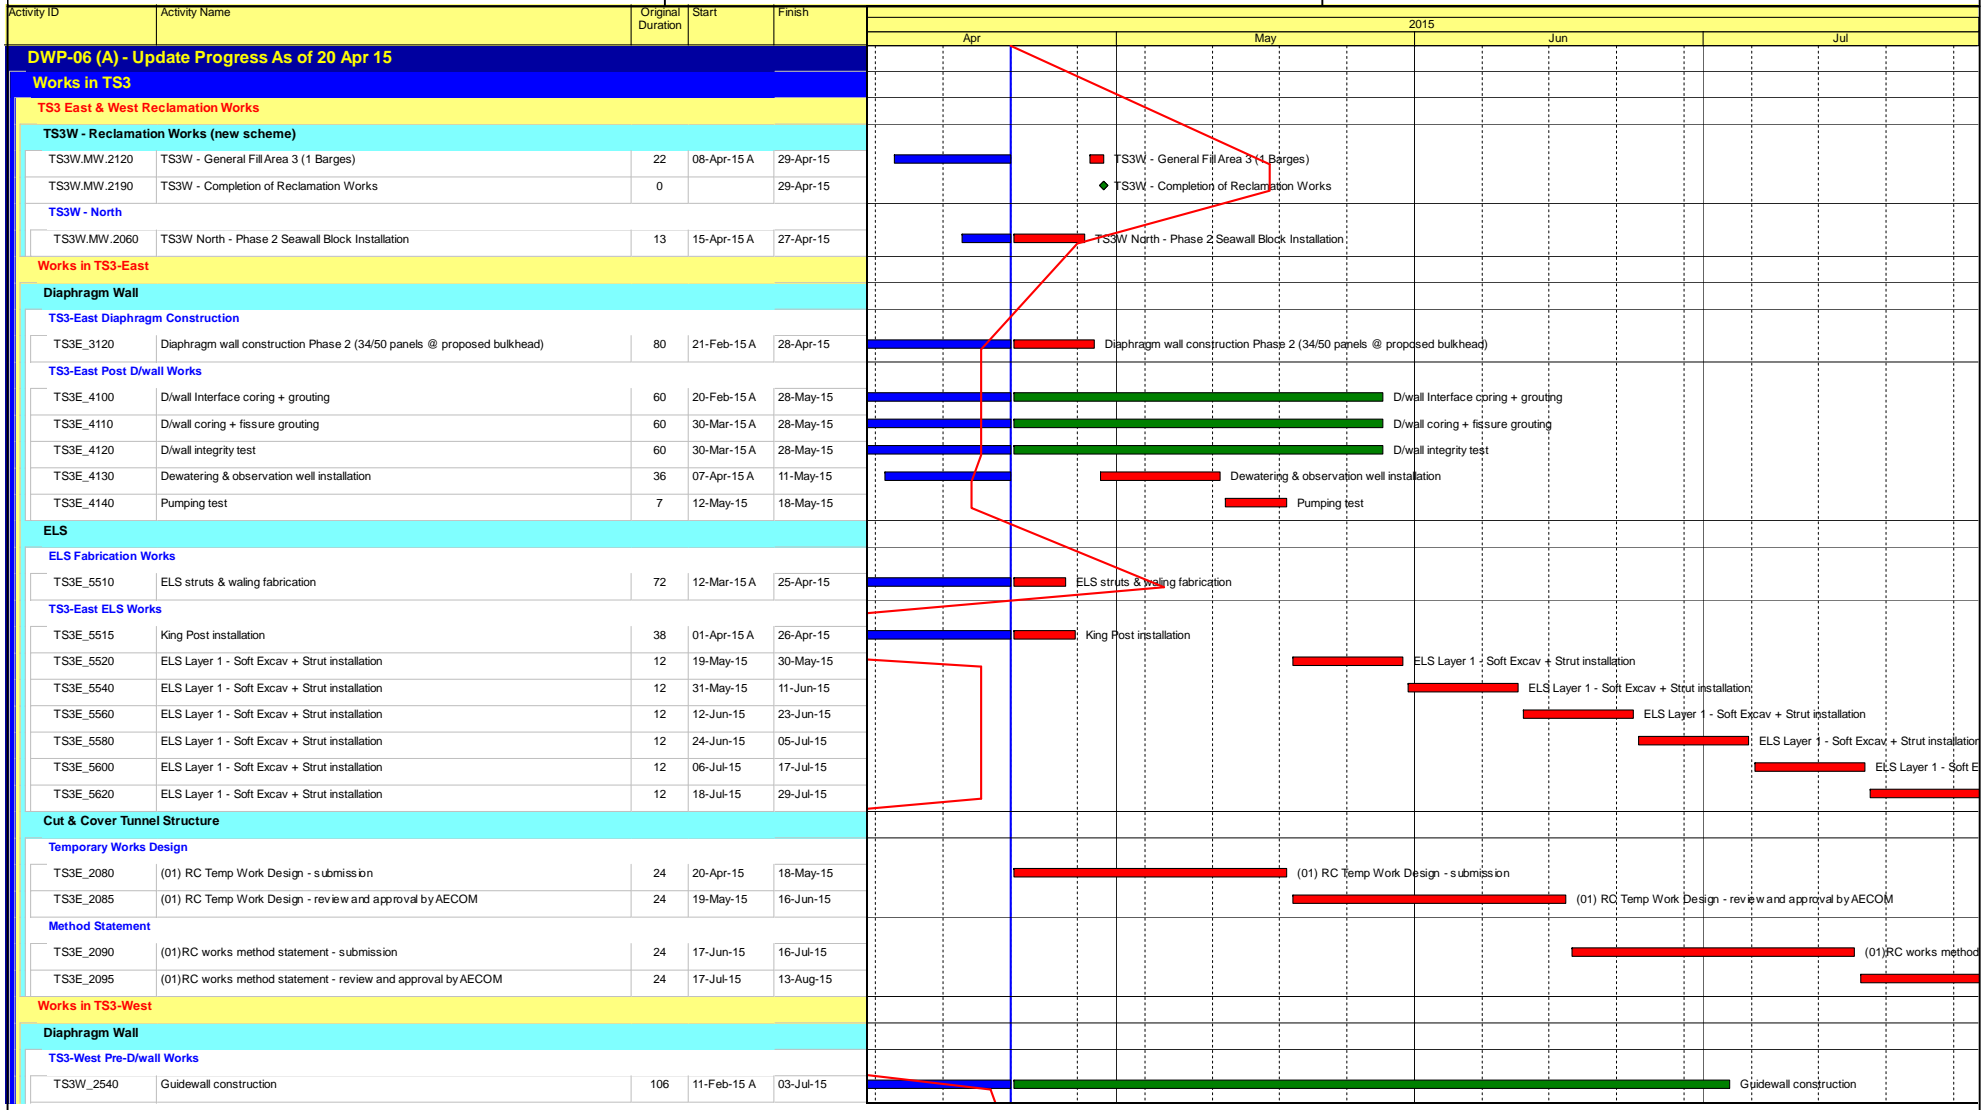 Activity ID Activity Name Original Duration Start Finish 2015
Apr May Jun Jul
DWP-06 (A) - Update Progress As of 20 Apr 15
Works in TS3
TS3 East & West Reclamation Works
TS3W - Reclamation Works (new scheme)
TS3W.MW.2120 TS3W - General Fill Area 3 (1 Barges) 22 08-Apr-15 A 29-Apr-15 TS3W - General Fill Area 3 (1 Barges)
TS3W.MW.2190 TS3W - Completion of Reclamation Works 0 29-Apr-15 TS3W - Completion of Reclamation Works
TS3W - North
TS3W.MW.2060 TS3W North - Phase 2 Seawall Block Installation 13 15-Apr-15 A 27-Apr-15 TS3W North - Phase 2 Seawall Block Installation
Works in TS3-East
Diaphragm Wall
TS3-East Diaphragm Construction
TS3E_3120 Diaphragm wall construction Phase 2 (34/50 panels @ proposed bulkhead) 80 21-Feb-15 A 28-Apr-15 Diaphragm wall construction Phase 2 (34/50 panels @ proposed bulkhead)
TS3-East Post D/wall Works
TS3E_4100 D/wall Interface coring + grouting 60 20-Feb-15 A 28-May-15 D/wall Interface coring + grouting
TS3E_4110 D/wall coring + fissure grouting 60 30-Mar-15 A 28-May-15 D/wall coring + fissure grouting
TS3E_4120 D/wall integrity test 60 30-Mar-15 A 28-May-15 D/wall integrity test
TS3E_4130 Dewatering & observation well installation 36 07-Apr-15 A 11-May-15 Dewatering & observation well installation
TS3E_4140 Pumping test 7 12-May-15 18-May-15 Pumping test
ELS
ELS Fabrication Works
TS3E_5510 ELS struts & waling fabrication 72 12-Mar-15 A 25-Apr-15 ELS struts & waling fabrication
TS3-East ELS Works
TS3E_5515 King Post installation 38 01-Apr-15 A 26-Apr-15 King Post installation
TS3E_5520 ELS Layer 1 - Soft Excav + Strut installation 12 19-May-15 30-May-15 ELS Layer 1 - Soft Excav + Strut installation
TS3E_5540 ELS Layer 1 - Soft Excav + Strut installation 12 31-May-15 11-Jun-15 ELS Layer 1 - Soft Excav + Strut installation
TS3E_5560 ELS Layer 1 - Soft Excav + Strut installation 12 12-Jun-15 23-Jun-15 ELS Layer 1 - Soft Excav + Strut installation
TS3E_5580 ELS Layer 1 - Soft Excav + Strut installation 12 24-Jun-15 05-Jul-15 ELS Layer 1 - Soft Excav + Strut installation
TS3E_5600 ELS Layer 1 - Soft Excav + Strut installation 12 06-Jul-15 17-Jul-15 ELS Layer 1 - Soft E
TS3E_5620 ELS Layer 1 - Soft Excav + Strut installation 12 18-Jul-15 29-Jul-15
Cut & Cover Tunnel Structure
Temporary Works Design
TS3E_2080 (01) RC Temp Work Design - submission 24 20-Apr-15 18-May-15 (01) RC Temp Work Design - submission
TS3E_2085 (01) RC Temp Work Design - review and approval by AECOM 24 19-May-15 16-Jun-15 (01) RC Temp Work Design - review and approval by AECOM
Method Statement
TS3E_2090 (01)RC works method statement - submission 24 17-Jun-15 16-Jul-15 (01)RC works method
TS3E_2095 (01)RC works method statement - review and approval by AECOM 24 17-Jul-15 13-Aug-15
Works in TS3-West
Diaphragm Wall
TS3-West Pre-D/wall Works
TS3W_2540 Guidewall construction 106 11-Feb-15 A 03-Jul-15 Guidewall construction